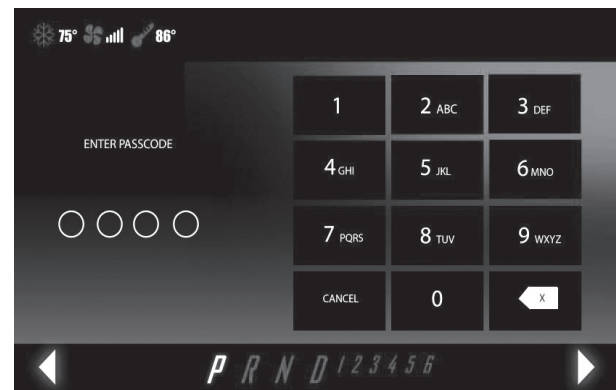 75° 86°
1 2 ABC 3 DEF
ENTER PASSCODE
4 GHI 5 JKL 6 MNO
7 PQRS 8 TUV 9 WXYZ
CANCEL 0 X
P R N D 1 2 3 4 5 6